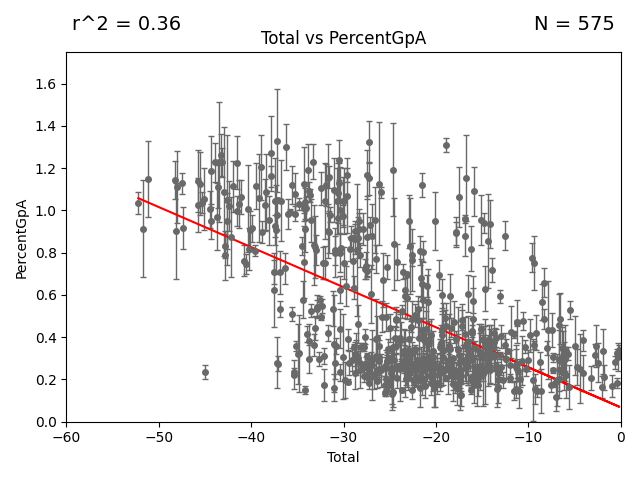 r^2 = 0.36
N = 575
Total vs PercentGpA
1.6
1.4
1.2
1.0
0.8
0.6
0.4
0.2
0.0
PercentGpA
−60 −50 −40 −30 −20 −10 0
Total